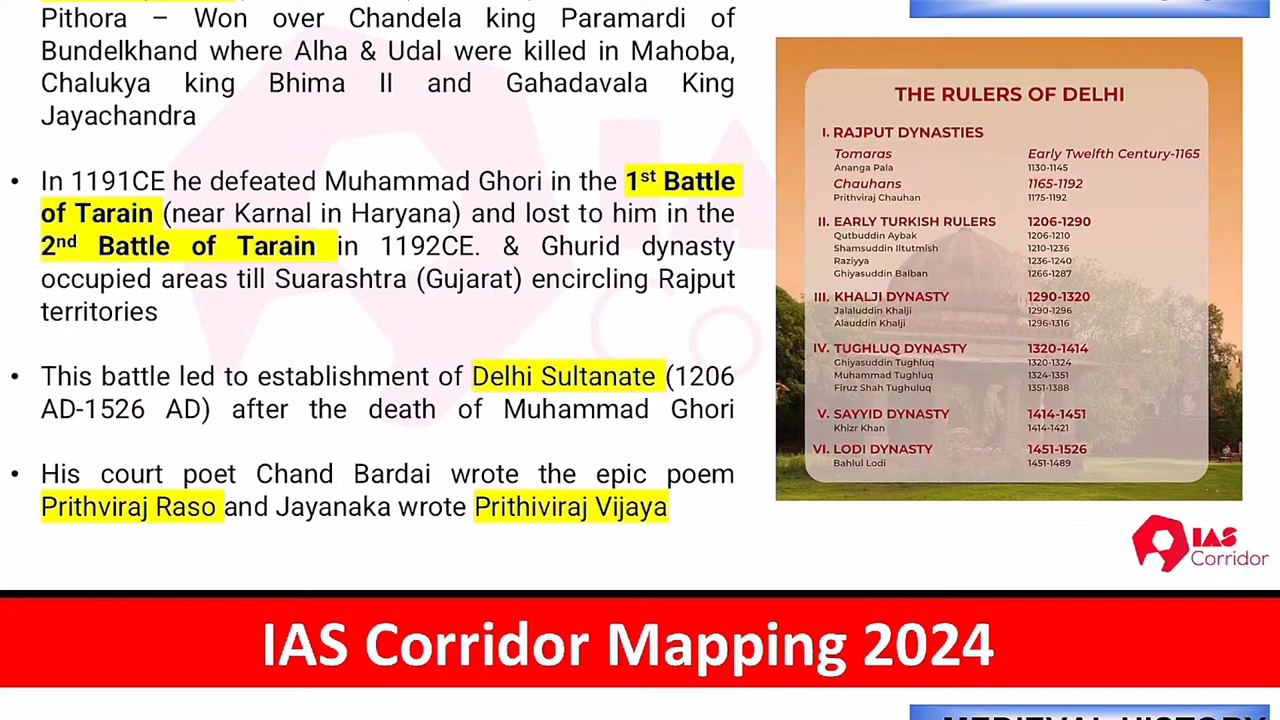 Pithora – Won over Chandela king Paramardi of
Bundelkhand where Alha & Udal were killed in Mahoba,
Chalukya king Bhima II and Gahadavala King
Jayachandra
• In 1191CE he defeated Muhammad Ghori in the 1st Battle
of Tarain (near Karnal in Haryana) and lost to him in the
2nd Battle of Tarain in 1192CE. & Ghurid dynasty
occupied areas till Suarashtra (Gujarat) encircling Rajput
territories
• This battle led to establishment of Delhi Sultanate (1206
AD-1526 AD) after the death of Muhammad Ghori
• His court poet Chand Bardai wrote the epic poem
Prithviraj Raso and Jayanaka wrote Prithiviraj Vijaya
THE RULERS OF DELHI
I. RAJPUT DYNASTIES
Tomaras Early Twelfth Century-1165
Ananga Pala 1130-1145
Chauhans 1165-1192
Prithviraj Chauhan 1175-1192
II. EARLY TURKISH RULERS 1206-1290
Qutbuddin Aybak 1206-1210
Shamsuddin Iltutmish 1210-1236
Raziyya 1236-1240
Ghiyasuddin Balban 1266-1287
III. KHALJI DYNASTY 1290-1320
Jalaluddin Khalji 1290-1296
Alauddin Khalji 1296-1316
IV. TUGHLUQ DYNASTY 1320-1414
Ghiyasuddin Tughluq 1320-1324
Muhammad Tughluq 1324-1351
Firuz Shah Tughuluq 1351-1388
V. SAYYID DYNASTY 1414-1451
Khizr Khan 1414-1421
VI. LODI DYNASTY 1451-1526
Bahlul Lodi 1451-1489
IAS
Corridor
IAS Corridor Mapping 2024
MEDIEVAL HISTORY